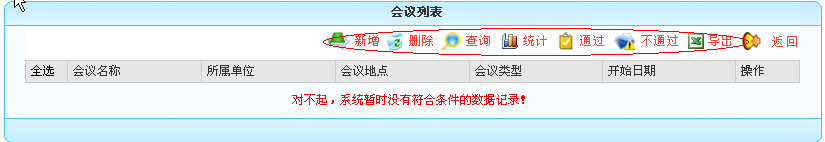 会议列表
新增 删除 查询 统计 通过 不通过 导出 返回
全选 会议名称 所属单位 会议地点 会议类型 开始日期 操作
对不起，系统暂时没有符合条件的数据记录！